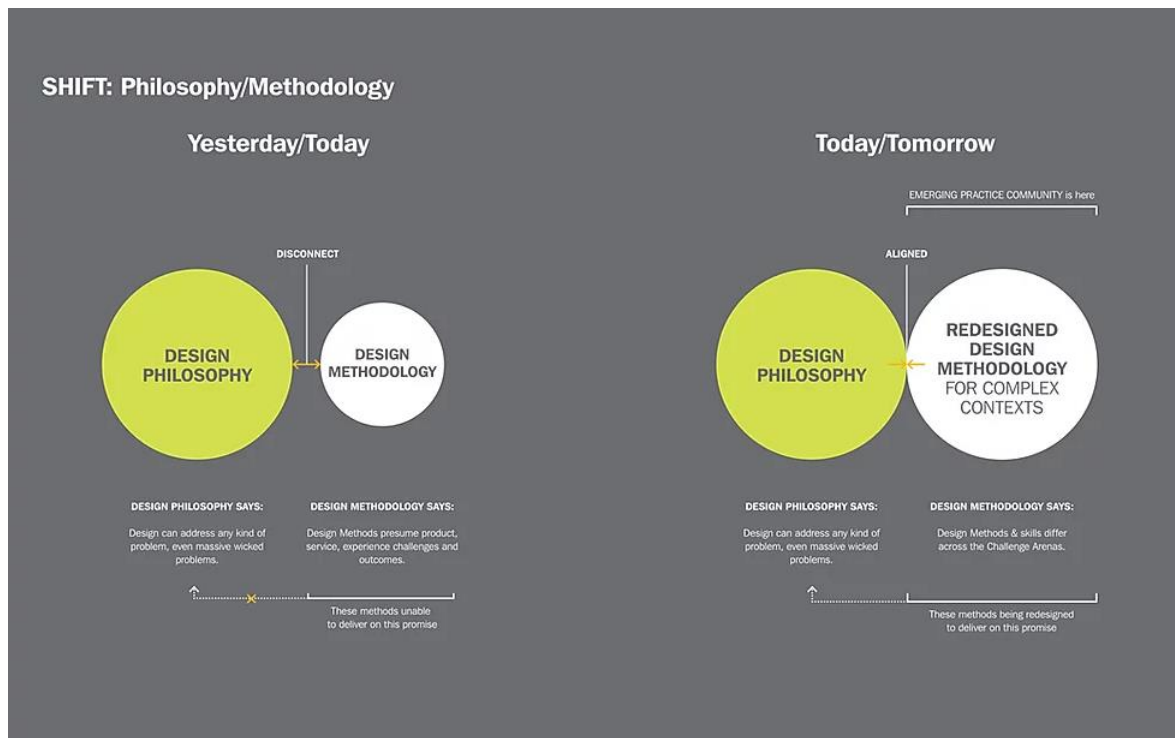 SHIFT: Philosophy/Methodology
Yesterday/Today
DISCONNECT
DESIGN
PHILOSOPHY
DESIGN
METHODOLOGY
DESIGN PHILOSOPHY SAYS:
Design can address any kind of
problem, even massive wicked
problems.
DESIGN METHODOLOGY SAYS:
Design Methods presume product,
service, experience challenges and
outcomes.
These methods unable
to deliver on this promise
Today/Tomorrow
EMERGING PRACTICE COMMUNITY is here
ALIGNED
DESIGN
PHILOSOPHY
REDESIGNED
DESIGN
METHODOLOGY
FOR COMPLEX
CONTEXTS
DESIGN PHILOSOPHY SAYS:
Design can address any kind of
problem, even massive wicked
problems.
DESIGN METHODOLOGY SAYS:
Design Methods & skills differ
across the Challenge Arenas.
These methods being redesigned
to deliver on this promise